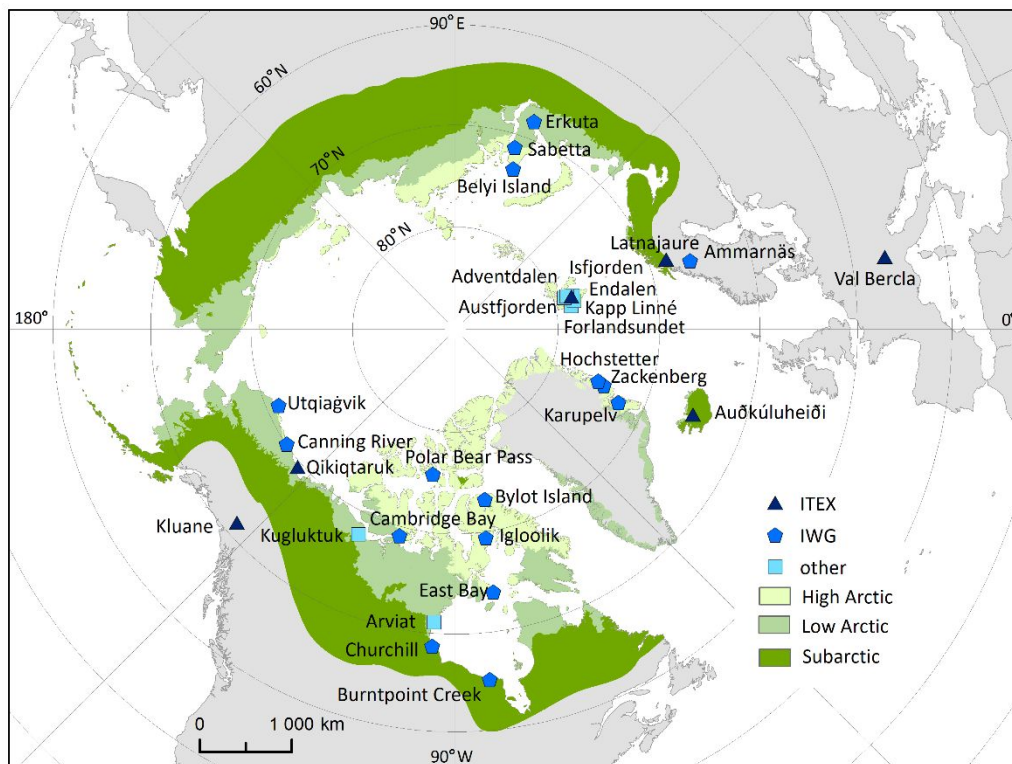 90°E
60°N
70°N
80°N
Erkuta
Sabetta
Belyi Island
Latnajaure
Ammarnäs
Val Bercla
Adventdalen
Isfjorden
Endalen
Austfjorden
Kapp Linné
Forlandsundet
180°
0°
Hochstetter
Zackenberg
Karupelv
Auðkúluheiði
Utqiaġvik
Canning River
Qikiqtaruk
Polar Bear Pass
Bylot Island
Kluane
Kugluktuk
Cambridge Bay
Igloolik
East Bay
Arviat
Churchill
Burntpoint Creek
ITEX
IWG
other
High Arctic
Low Arctic
Subarctic
0 1 000 km
90°W